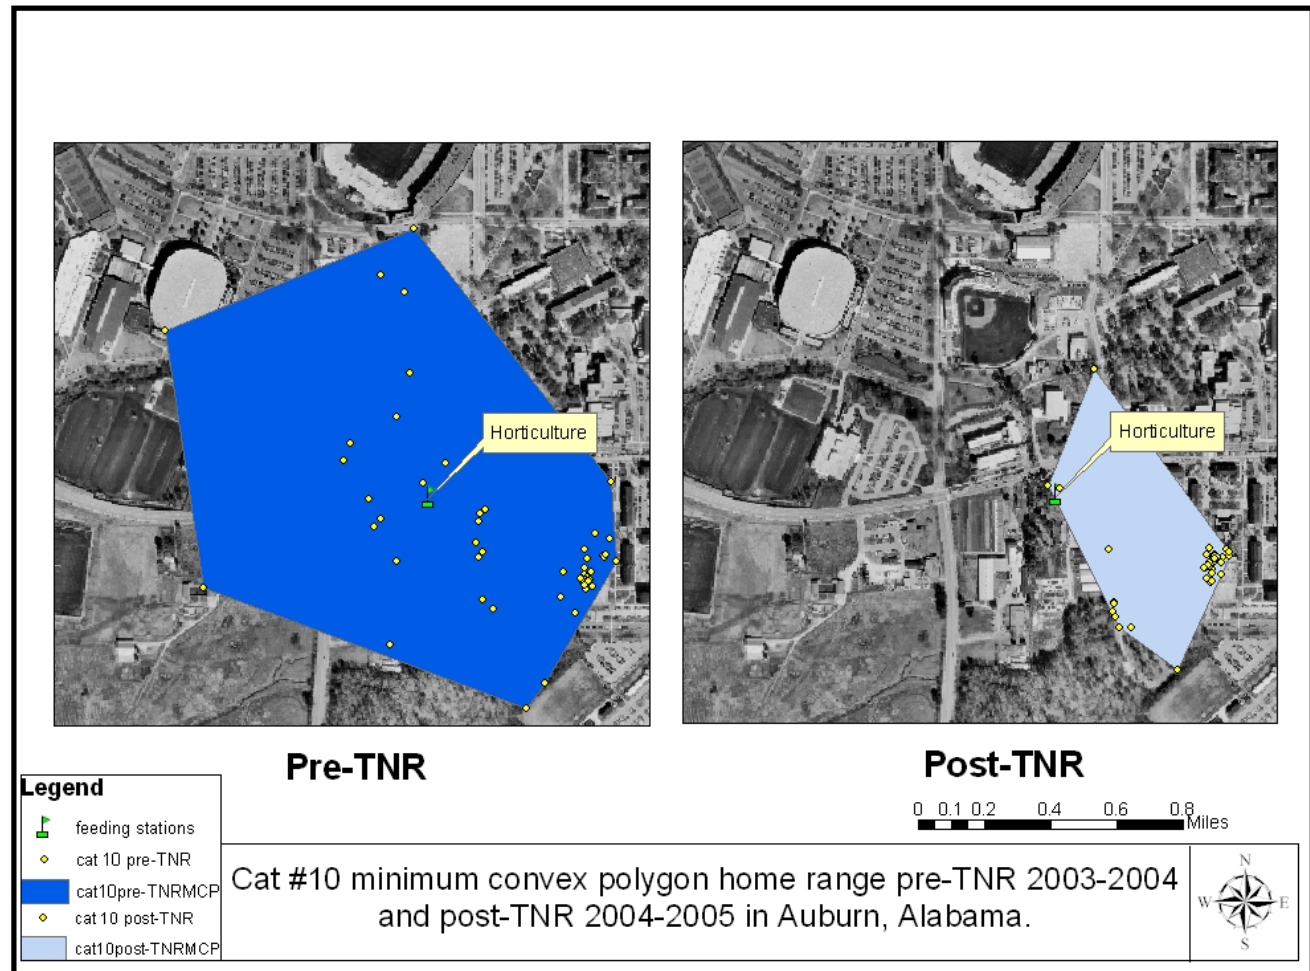 Horticulture
Horticulture
Pre-TNR
Post-TNR
0 0.1 0.2 0.4 0.6 0.8
Miles
Legend
feeding stations
cat 10 pre-TNR
cat10pre-TNRMCP
cat 10 post-TNR
cat10post-TNRMCP
Cat #10 minimum convex polygon home range pre-TNR 2003-2004
and post-TNR 2004-2005 in Auburn, Alabama.
N
W E
S